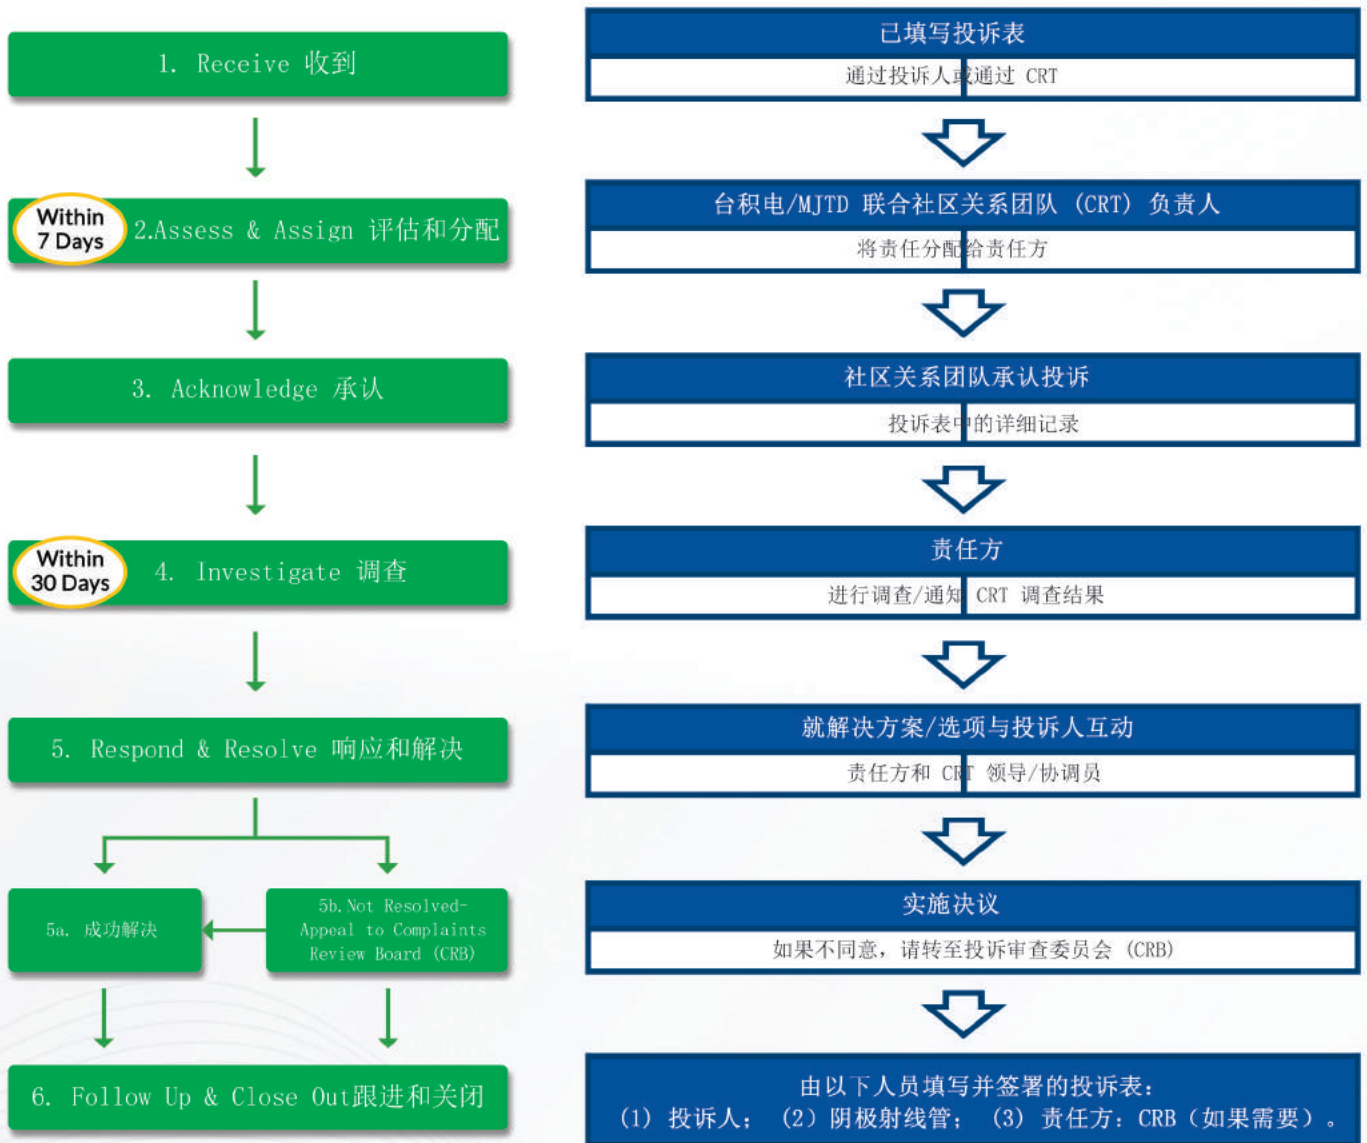 1. Receive 收到
已填写投诉表
通过投诉人或通过 CRT
Within
7 Days
2.Assess & Assign 评估和分配
台积电/MJTD 联合社区关系团队 (CRT) 负责人
将责任分配给责任方
3. Acknowledge 承认
社区关系团队承认投诉
投诉表中的详细记录
Within
30 Days
4. Investigate 调查
责任方
进行调查/通知 CRT 调查结果
5. Respond & Resolve 响应和解决
就解决方案/选项与投诉人互动
责任方和 CRT 领导/协调员
5a. 成功解决
5b.Not Resolved-
Appeal to Complaints
Review Board (CRB)
实施决议
如果不同意，请转至投诉审查委员会 (CRB)
6. Follow Up & Close Out跟进和关闭
由以下人员填写并签署的投诉表：
(1) 投诉人； (2) 阴极射线管； (3) 责任方：CRB（如果需要）。